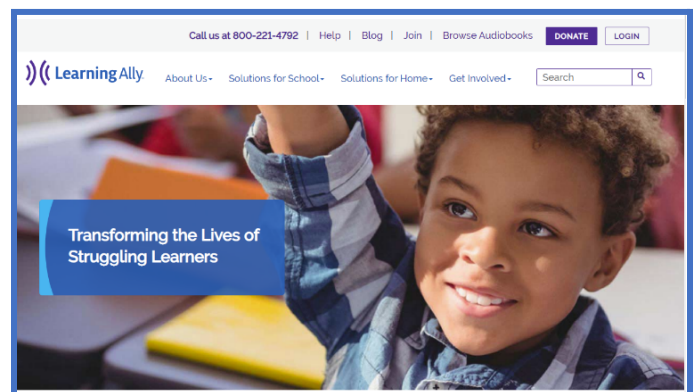 Call us at 800-221-4792 | Help | Blog | Join | Browse Audiobooks DONATE LOGIN
Learning Ally. About Us Solutions for School Solutions for Home Get Involved Search
Transforming the Lives of
Struggling Learners